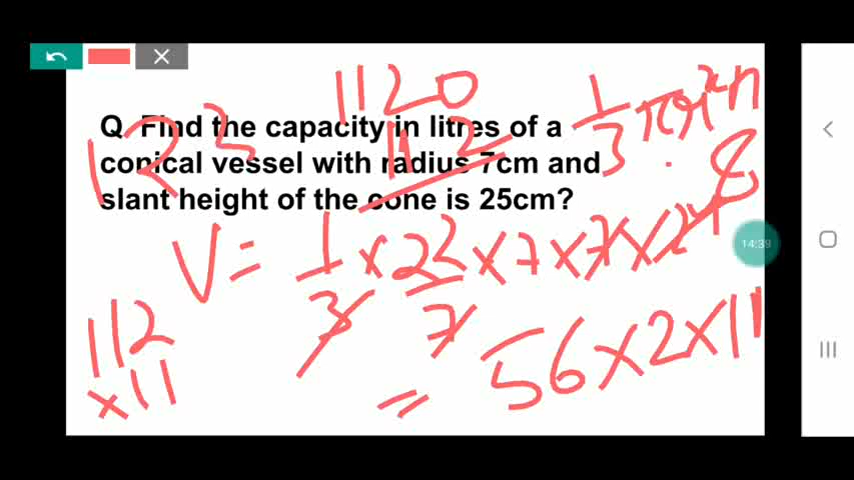 1120
1/3 πr²h
Q. Find the capacity in litres of a
112
123
conical vessel with radius 7cm and
8
slant height of the cone is 25cm?
V = 1/3 × 22/7 × 7 × 7 × 24
14:39
112
×11
= 56×2×11